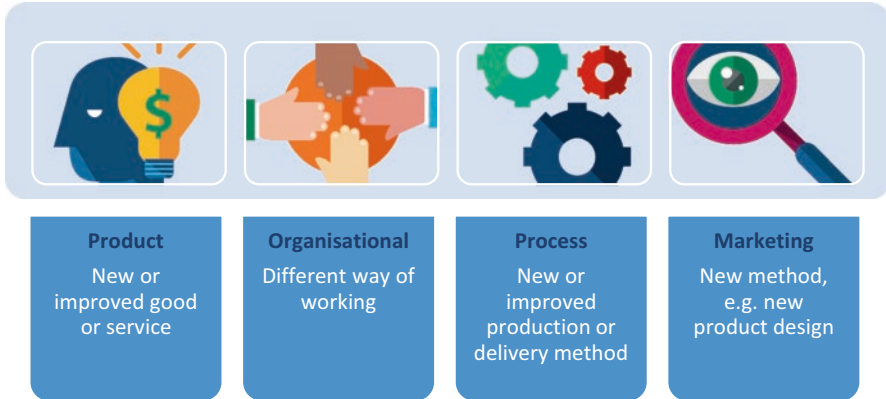 $
Product
New or
improved good
or service
Organisational
Different way of
working
Process
New or
improved
production or
delivery method
Marketing
New method,
e.g. new
product design